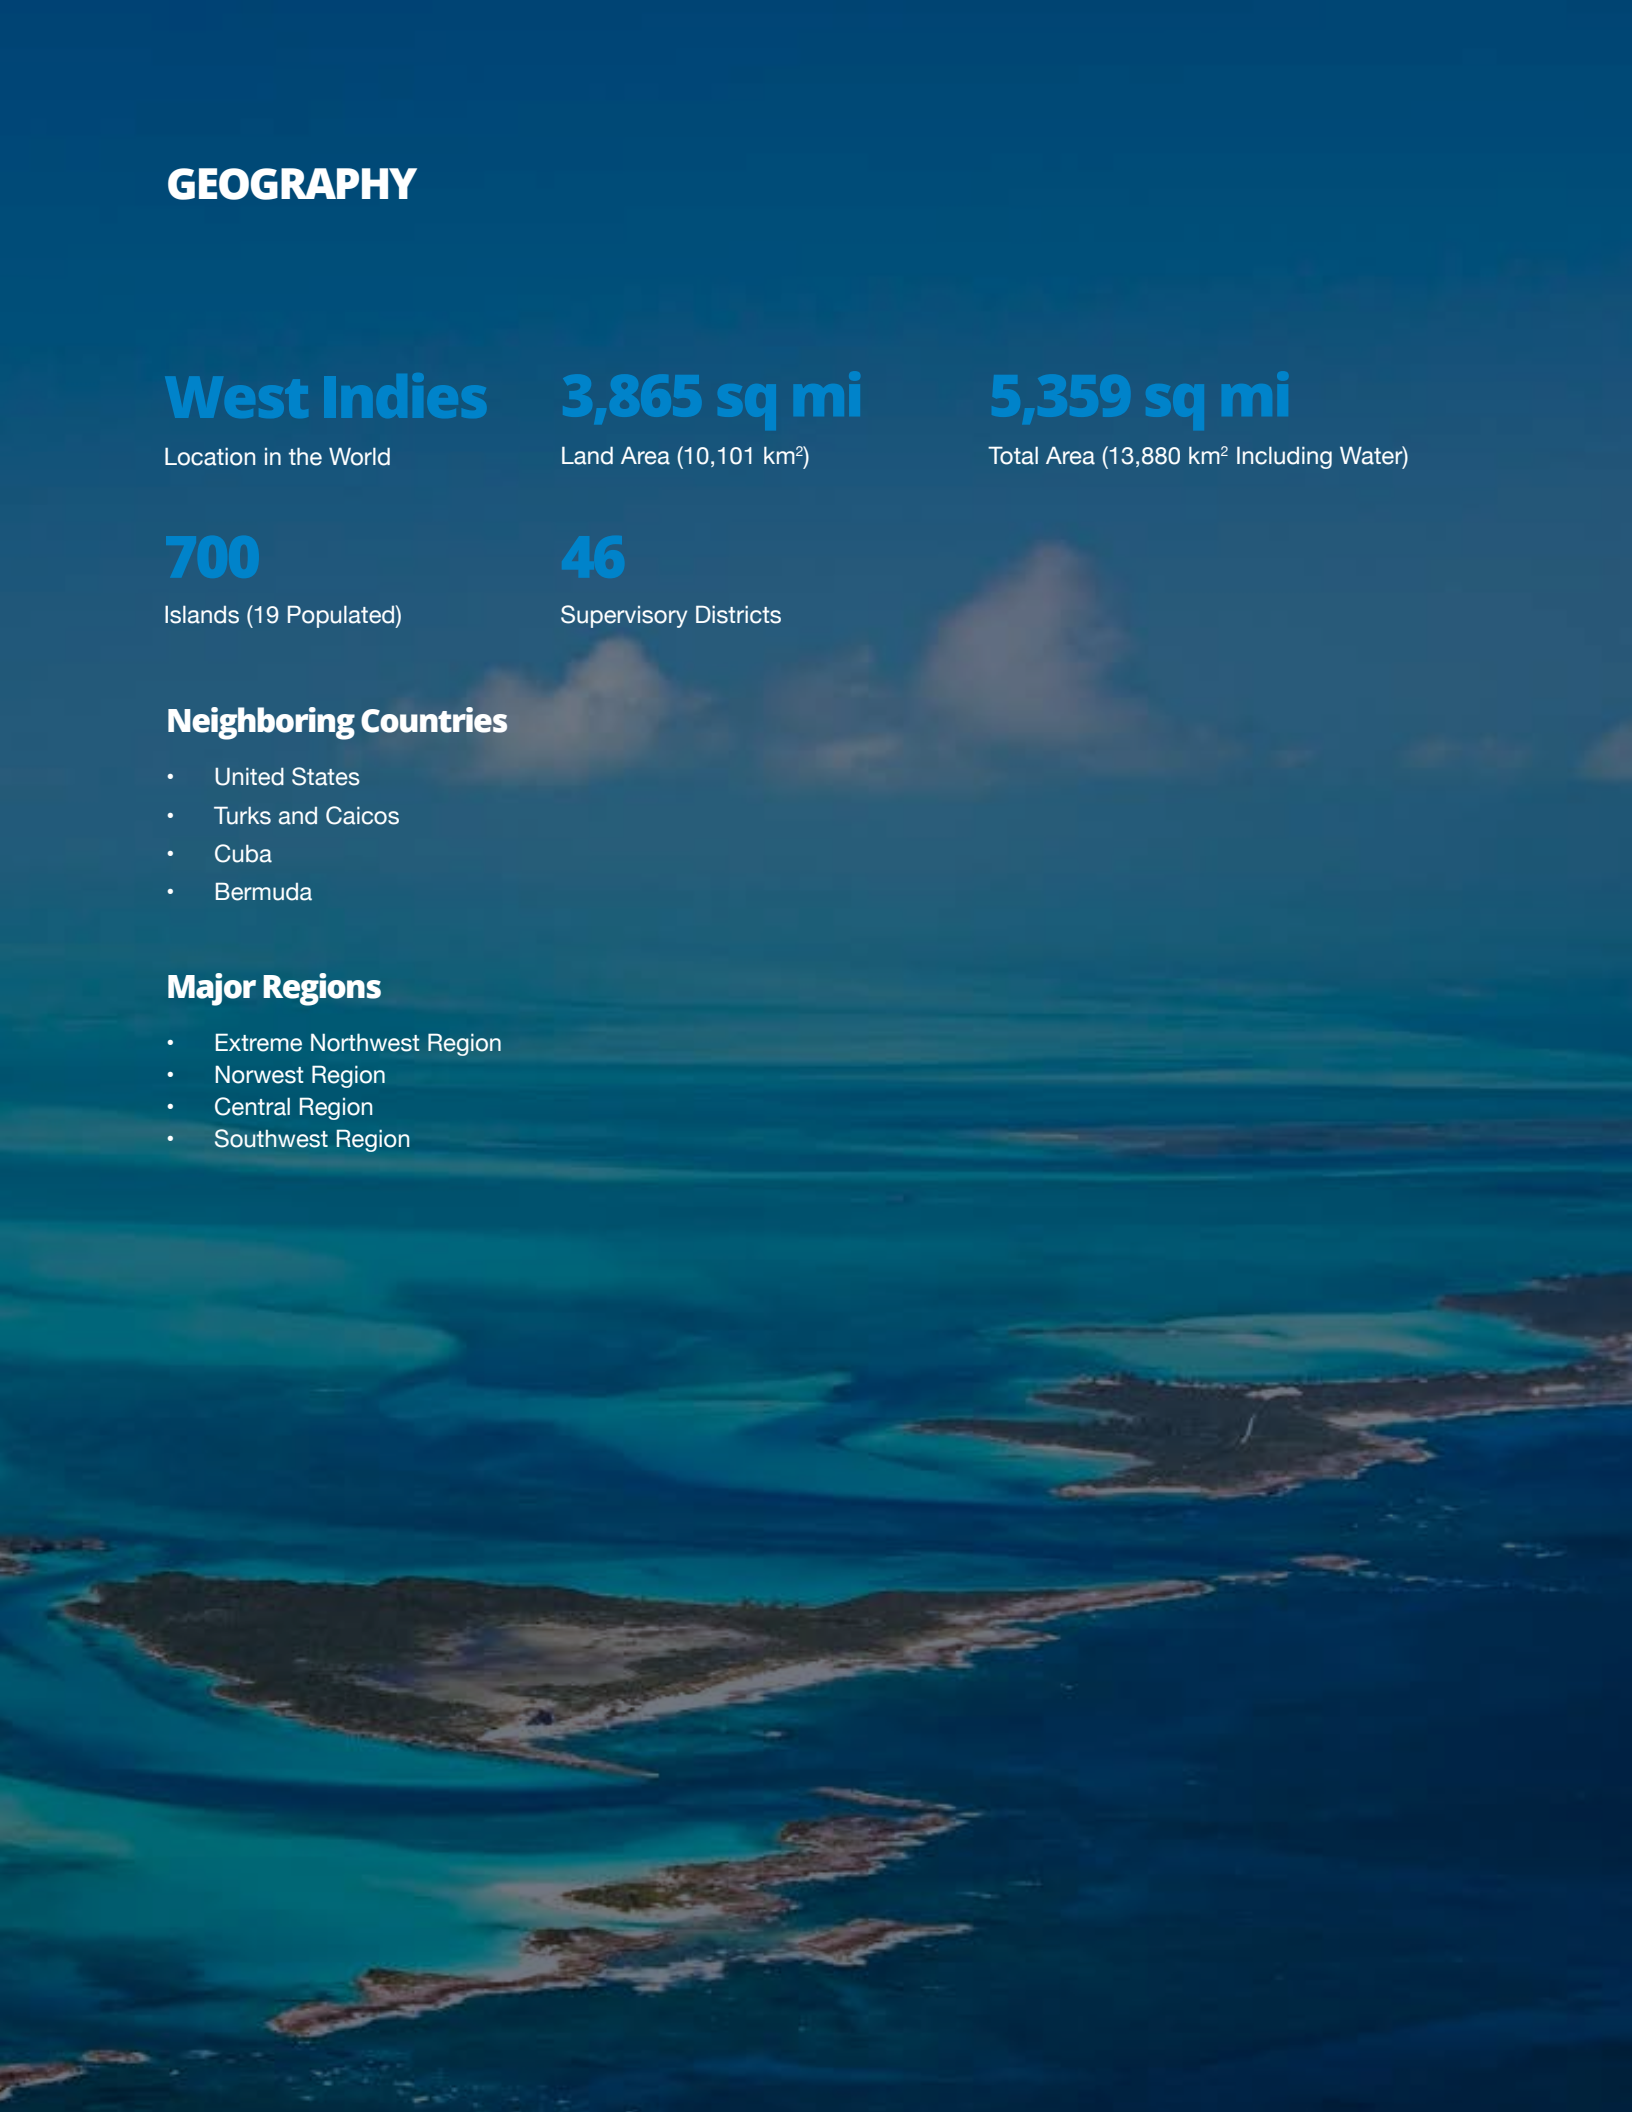 GEOGRAPHY
West Indies
Location in the World
3,865 sq mi
Land Area (10,101 km²)
5,359 sq mi
Total Area (13,880 km² Including Water)
700
Islands (19 Populated)
46
Supervisory Districts
Neighboring Countries
• United States
• Turks and Caicos
• Cuba
• Bermuda
Major Regions
• Extreme Northwest Region
• Norwest Region
• Central Region
• Southwest Region